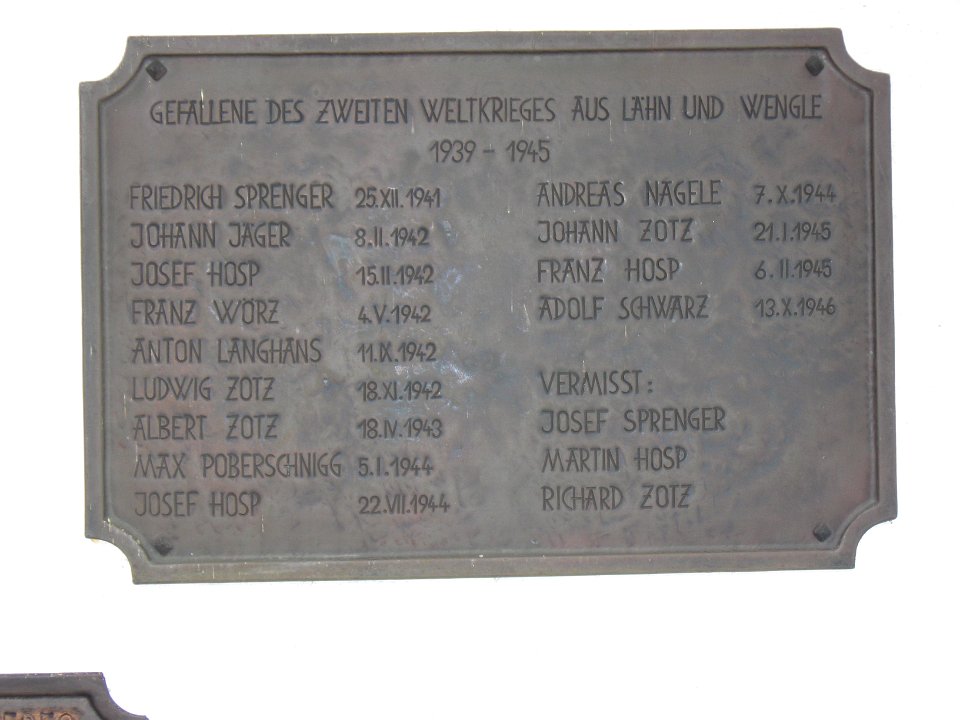 GEFALLENE DES ZWEITEN WELTKRIEGES AUS LÄHN UND WENGLE
1939 - 1945
FRIEDRICH SPRENGER 25.XII.1941
JOHANN JÄGER 8.II.1942
JOSEF HOSP 15.II.1942
FRANZ WÖRZ 4.V.1942
ANTON LANGHANS 11.IX.1942
LUDWIG ZOTZ 18.XI.1942
ALBERT ZOTZ 18.IV.1943
MAX POBERSCHNIGG 5.I.1944
JOSEF HOSP 22.VII.1944
ANDREAS NAGELE 7.X.1944
JOHANN ZOTZ 21.I.1945
FRANZ HOSP 6.II.1945
ADOLF SCHWARZ 13.X.1946
VERMISST:
JOSEF SPRENGER
MARTIN HOSP
RICHARD ZOTZ